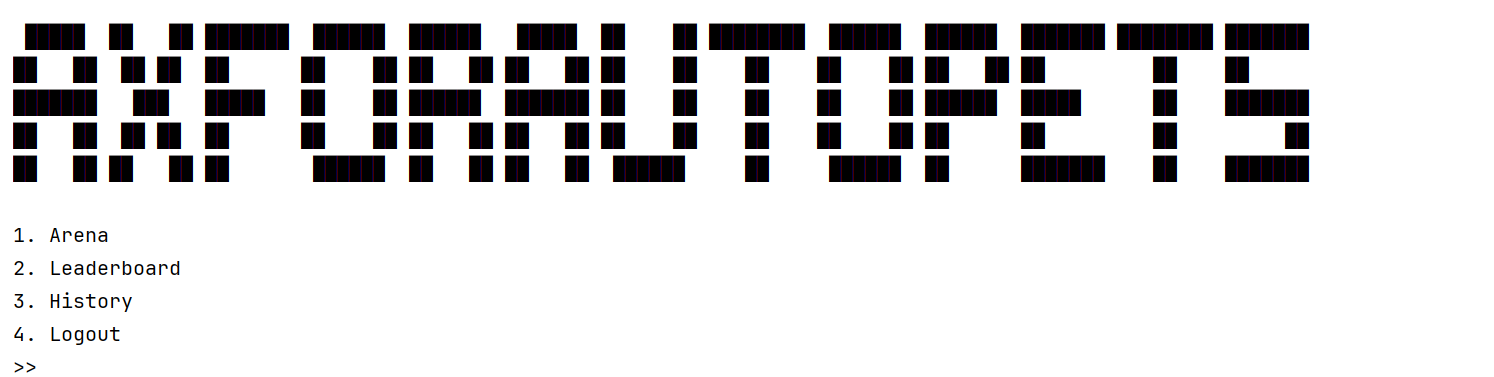 AXFORAUTOPETS
1. Arena
2. Leaderboard
3. History
4. Logout
>>